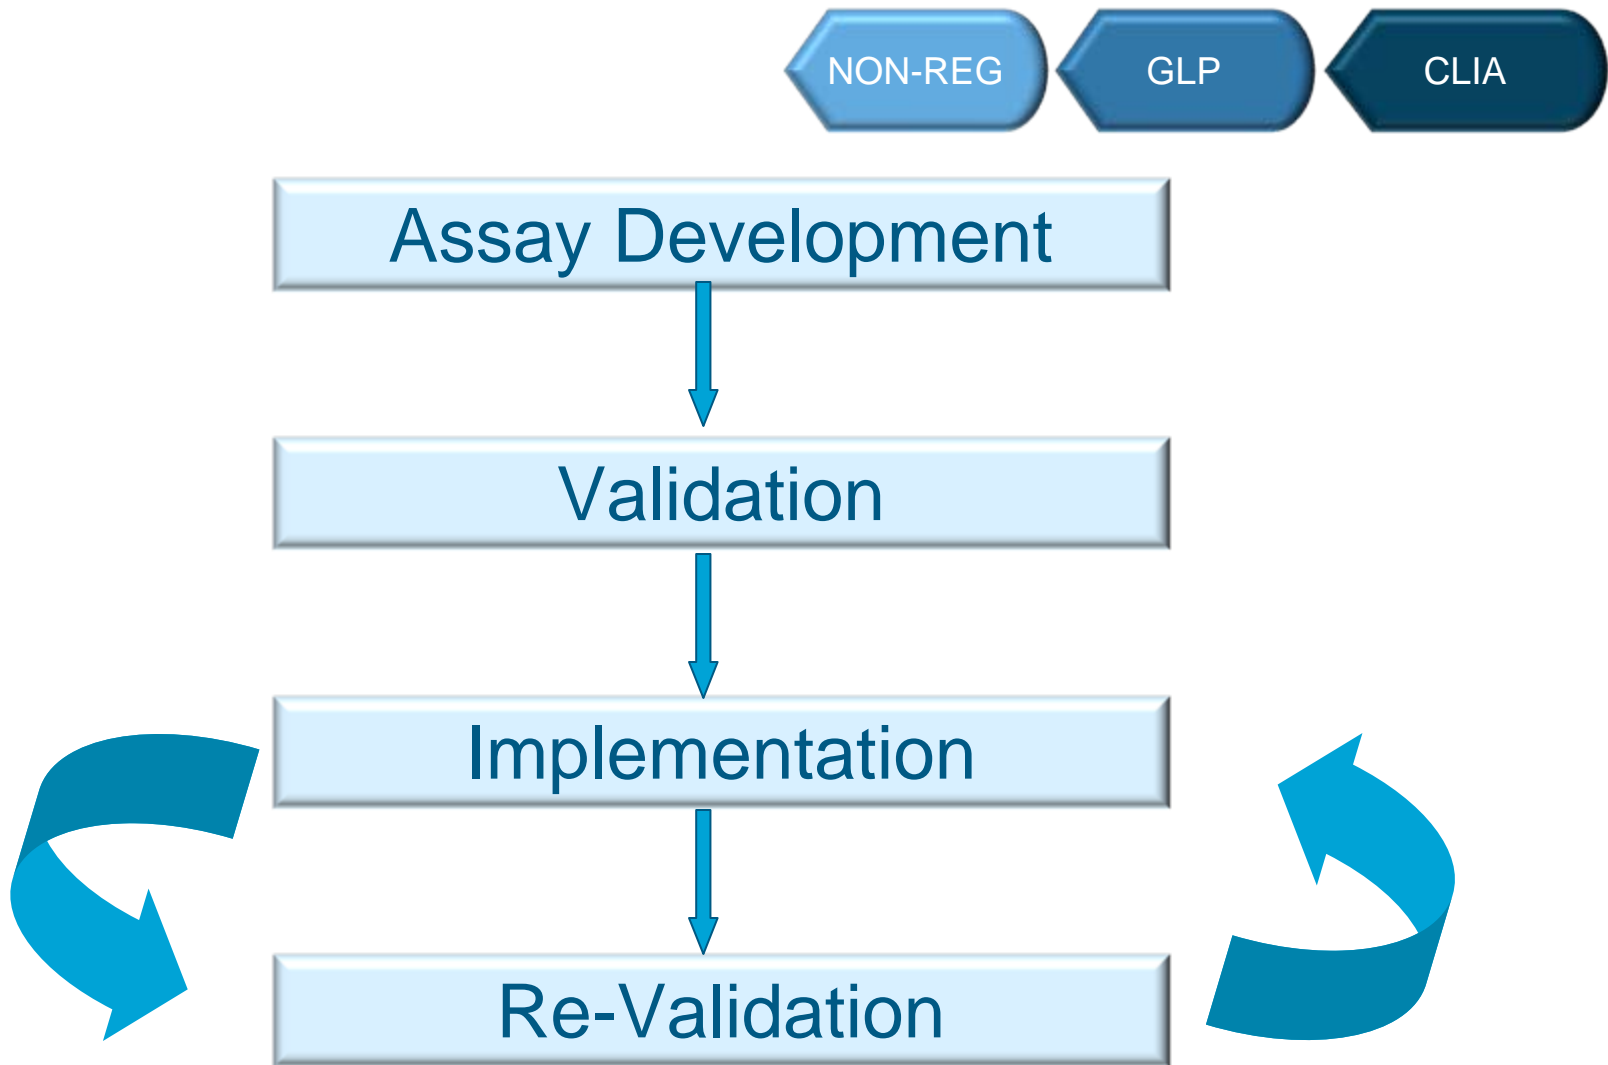 NON-REG
GLP
CLIA
Assay Development
Validation
Implementation
Re-Validation